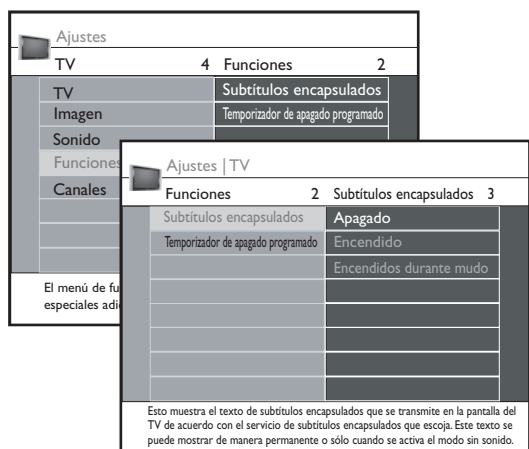 Ajustes
TV 4 Funciones 2
TV Subtítulos encapsulados
Imagen Temporizador de apagado programado
Sonido
Funciones
Canales
El menú de fu
especiales adi
Ajustes | TV
Funciones 2 Subtítulos encapsulados 3
Subtítulos encapsulados Apagado
Temporizador de apagado programado Encendido
Encendidos durante mudo
Esto muestra el texto de subtítulos encapsulados que se transmite en la pantalla del
TV de acuerdo con el servicio de subtítulos encapsulados que escoja. Este texto se
puede mostrar de manera permanente o sólo cuando se activa el modo sin sonido.